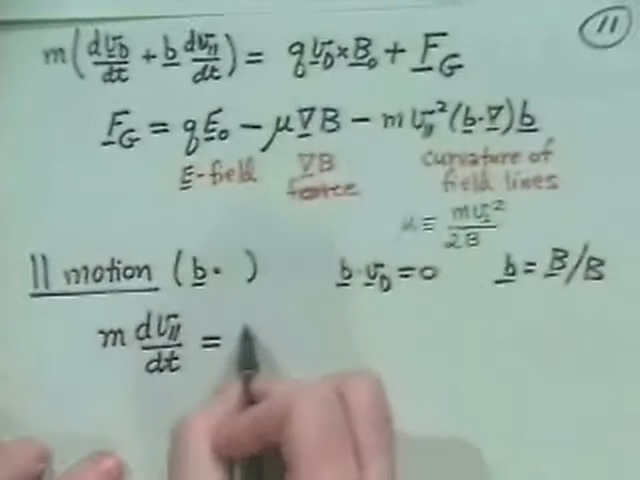 11
m(dv_D/dt + b dv_∥/dt) = q v_D × B_0 + F_G
F_G = qE_0 − μ∇B − m v_∥² (b·∇)b
E-field ∇B force curvature of field lines
μ ≡ mv_⊥²/2B
|| motion (b· ) b·v_D = 0 b = B/B
m dv_∥/dt =